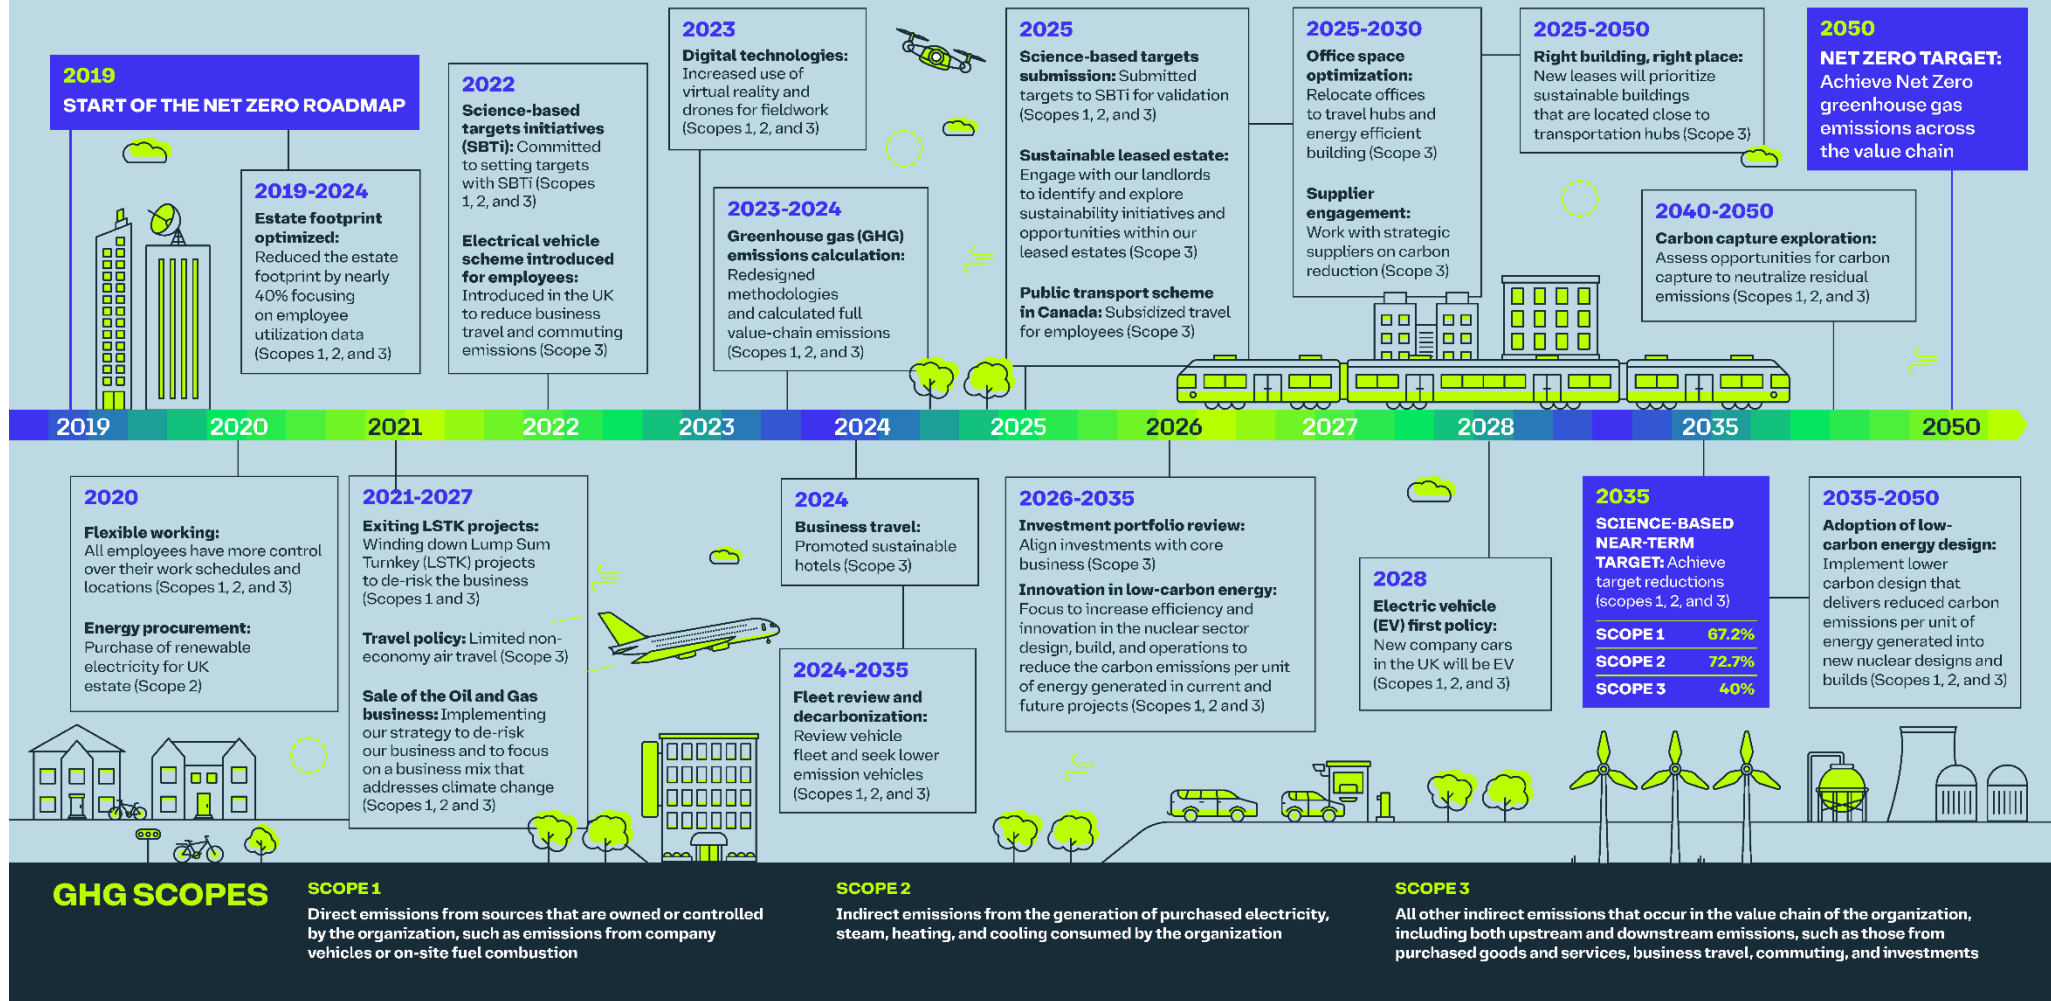 2019
START OF THE NET ZERO ROADMAP
2019-2024
Estate footprint
optimized:
Reduced the estate
footprint by nearly
40% focusing
on employee
utilization data
(Scopes 1, 2, and 3)
2022
Science-based
targets initiatives
(SBTi): Committed
to setting targets
with SBTi (Scopes
1, 2, and 3)
Electrical vehicle
scheme introduced
for employees:
Introduced in the UK
to reduce business
travel and commuting
emissions (Scope 3)
2023
Digital technologies:
Increased use of
virtual reality and
drones for fieldwork
(Scopes 1, 2, and 3)
2023-2024
Greenhouse gas (GHG)
emissions calculation:
Redesigned
methodologies
and calculated full
value-chain emissions
(Scopes 1, 2, and 3)
2025
Science-based targets
submission: Submitted
targets to SBTi for validation
(Scopes 1, 2, and 3)
Sustainable leased estate:
Engage with our landlords
to identify and explore
sustainability initiatives and
opportunities within our
leased estates (Scope 3)
Public transport scheme
in Canada: Subsidized travel
for employees (Scope 3)
2025-2030
Office space
optimization:
Relocate offices
to travel hubs and
energy efficient
building (Scope 3)
Supplier
engagement:
Work with strategic
suppliers on carbon
reduction (Scope 3)
2025-2050
Right building, right place:
New leases will prioritize
sustainable buildings
that are located close to
transportation hubs (Scope 3)
2040-2050
Carbon capture exploration:
Assess opportunities for carbon
capture to neutralize residual
emissions (Scopes 1, 2, and 3)
2050
NET ZERO TARGET:
Achieve Net Zero
greenhouse gas
emissions across
the value chain
2019 2020 2021 2022 2023 2024 2025 2026 2027 2028 2035 2050
2020
Flexible working:
All employees have more control
over their work schedules and
locations (Scopes 1, 2, and 3)
Energy procurement:
Purchase of renewable
electricity for UK
estate (Scope 2)
2021-2027
Exiting LSTK projects:
Winding down Lump Sum
Turnkey (LSTK) projects
to de-risk the business
(Scopes 1 and 3)
Travel policy: Limited non-
economy air travel (Scope 3)
Sale of the Oil and Gas
business: Implementing
our strategy to de-risk
our business and to focus
on a business mix that
addresses climate change
(Scopes 1, 2 and 3)
2024
Business travel:
Promoted sustainable
hotels (Scope 3)
2024-2035
Fleet review and
decarbonization:
Review vehicle
fleet and seek lower
emission vehicles
(Scopes 1, 2, and 3)
2026-2035
Investment portfolio review:
Align investments with core
business (Scope 3)
Innovation in low-carbon energy:
Focus to increase efficiency and
innovation in the nuclear sector
design, build, and operations to
reduce the carbon emissions per unit
of energy generated in current and
future projects (Scopes 1, 2 and 3)
2028
Electric vehicle
(EV) first policy:
New company cars
in the UK will be EV
(Scopes 1, 2, and 3)
2035
SCIENCE-BASED
NEAR-TERM
TARGET: Achieve
target reductions
(scopes 1, 2, and 3)
SCOPE 1 67.2%
SCOPE 2 72.7%
SCOPE 3 40%
2035-2050
Adoption of low-
carbon energy design:
Implement lower
carbon design that
delivers reduced carbon
emissions per unit of
energy generated into
new nuclear designs and
builds (Scopes 1, 2, and 3)
GHG SCOPES
SCOPE 1
Direct emissions from sources that are owned or controlled
by the organization, such as emissions from company
vehicles or on-site fuel combustion
SCOPE 2
Indirect emissions from the generation of purchased electricity,
steam, heating, and cooling consumed by the organization
SCOPE 3
All other indirect emissions that occur in the value chain of the organization,
including both upstream and downstream emissions, such as those from
purchased goods and services, business travel, commuting, and investments